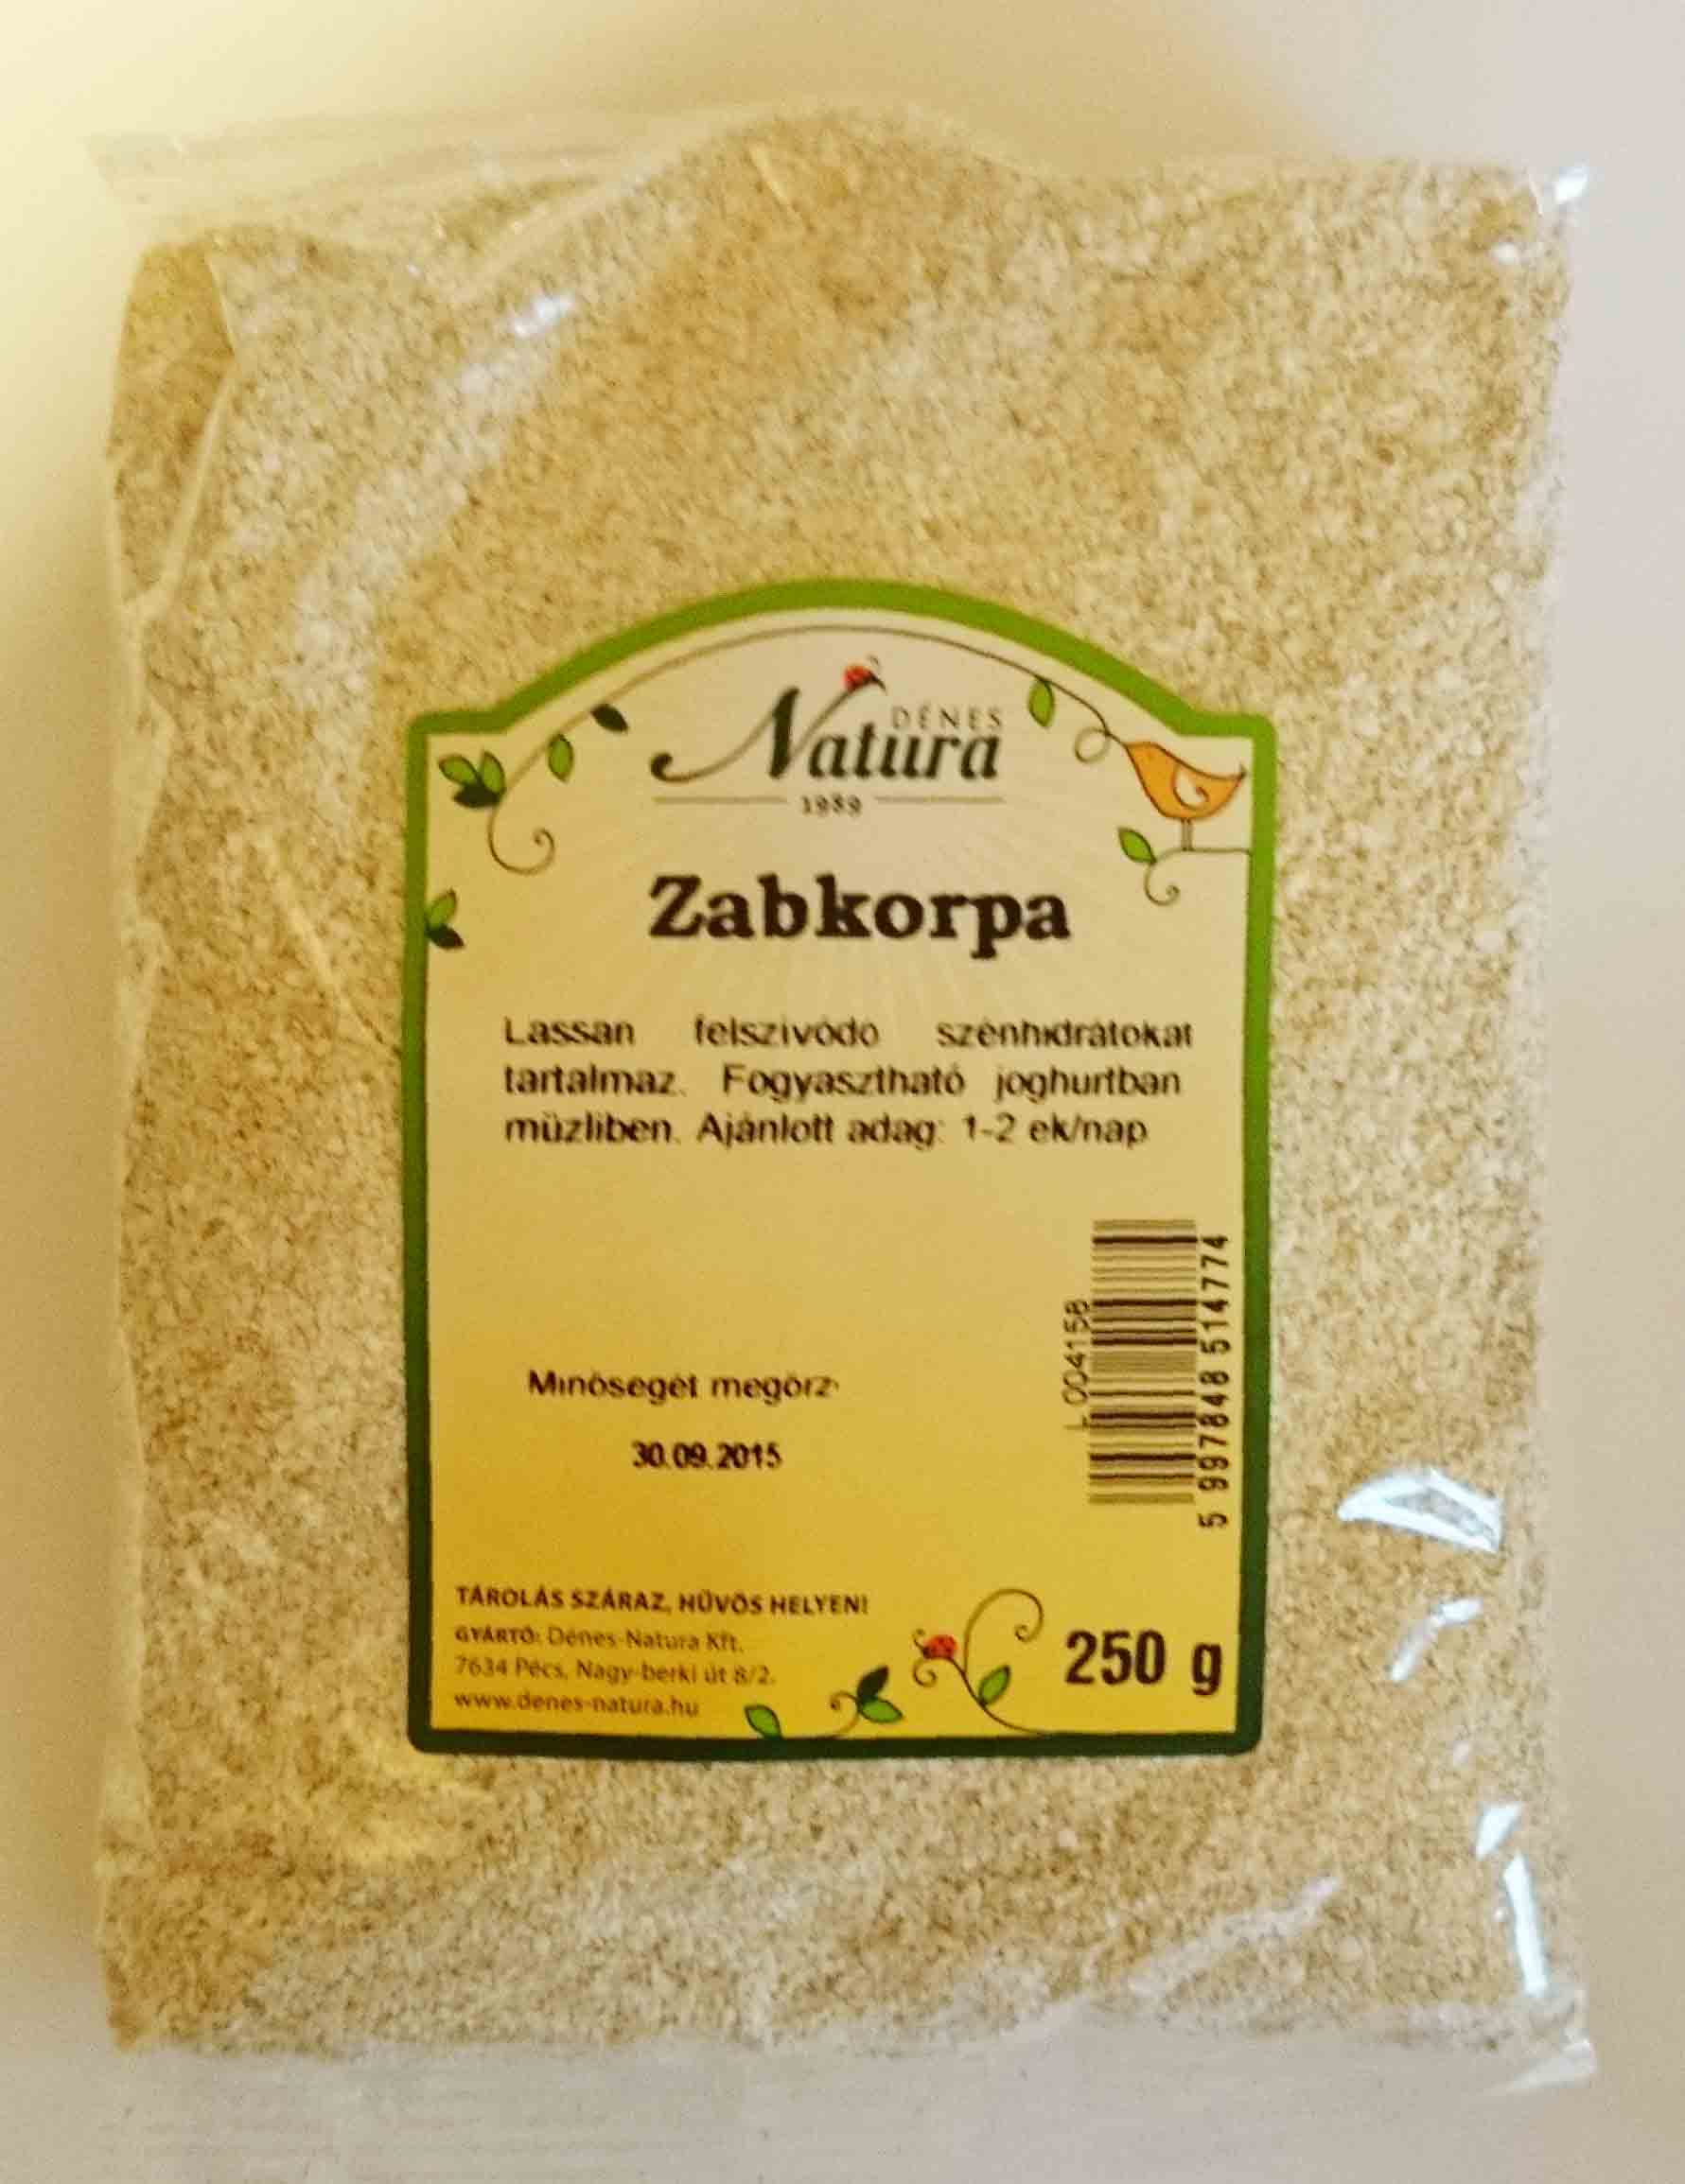 DÉNES
Natura
1989
Zabkorpa
Lassan felszívódó szénhidrátokat
tartalmaz. Fogyasztható joghurtban
müzliben. Ajánlott adag: 1-2 ek/nap
L 004158
5 997848 514774
Minőségét megőrzi
30.09.2015
TÁROLÁS SZÁRAZ, HŰVÖS HELYEN!
GYÁRTÓ: Dénes-Natura Kft.
7634 Pécs, Nagy-berki út 8/2.
www.denes-natura.hu
250 g